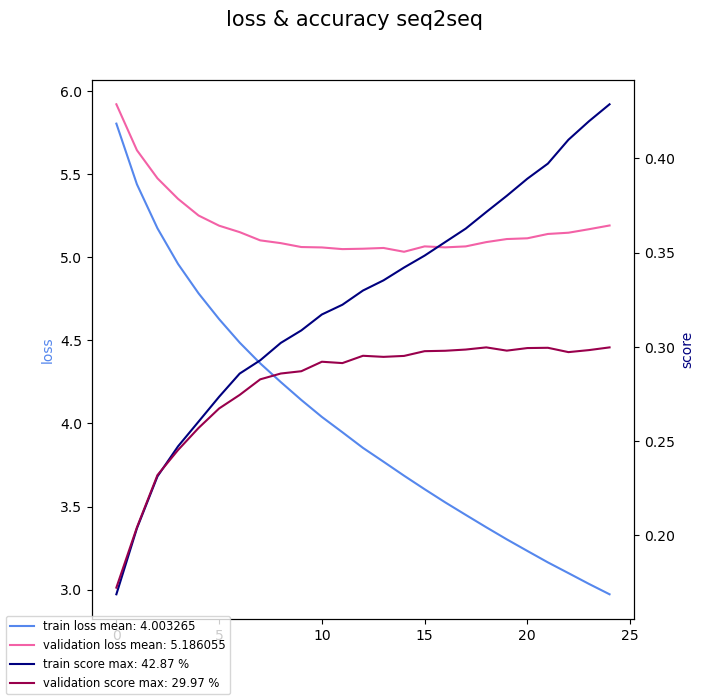 loss & accuracy seq2seq
6.0
5.5
5.0
4.5
4.0
3.5
3.0
loss
0.40
0.35
0.30
0.25
0.20
score
0
5
10
15
20
25
train loss mean: 4.003265
validation loss mean: 5.186055
train score max: 42.87 %
validation score max: 29.97 %